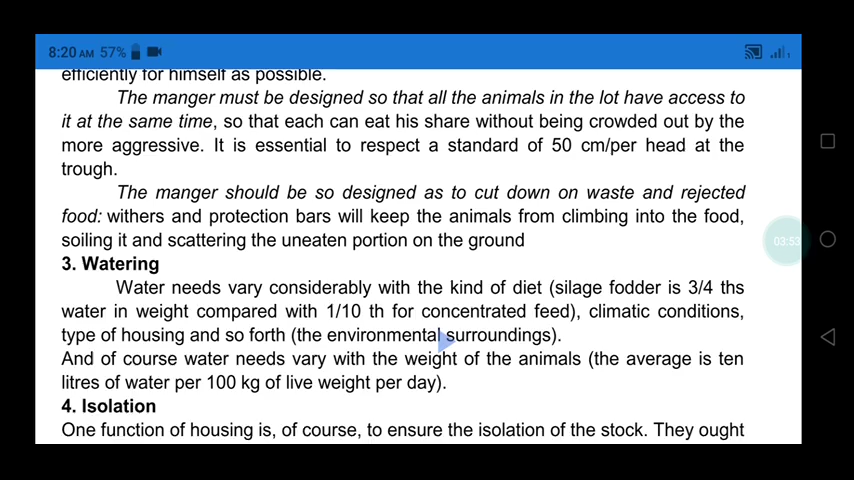 8:20 AM 57%
efficiently for himself as possible.
The manger must be designed so that all the animals in the lot have access to
it at the same time, so that each can eat his share without being crowded out by the
more aggressive. It is essential to respect a standard of 50 cm/per head at the
trough.
The manger should be so designed as to cut down on waste and rejected
food: withers and protection bars will keep the animals from climbing into the food,
soiling it and scattering the uneaten portion on the ground
3. Watering
Water needs vary considerably with the kind of diet (silage fodder is 3/4 ths
water in weight compared with 1/10 th for concentrated feed), climatic conditions,
type of housing and so forth (the environmental surroundings).
And of course water needs vary with the weight of the animals (the average is ten
litres of water per 100 kg of live weight per day).
4. Isolation
One function of housing is, of course, to ensure the isolation of the stock. They ought
03:53